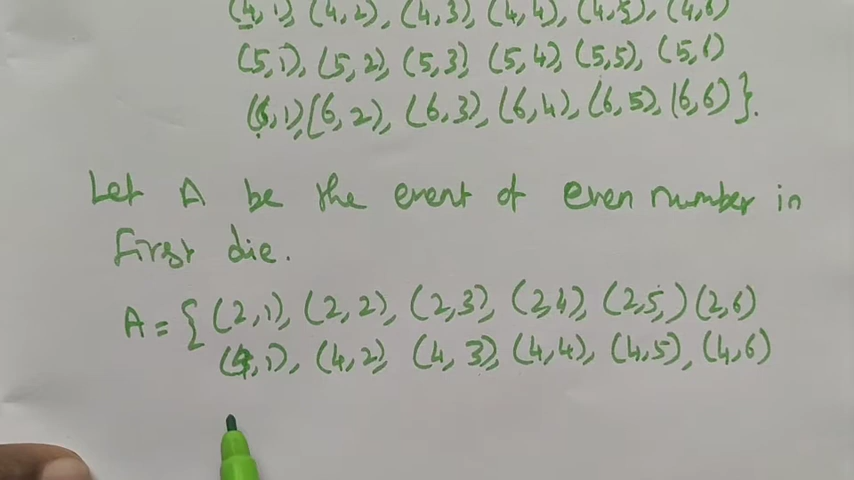 (4,1), (4,2), (4,3), (4,4), (4,5), (4,6)
(5,1), (5,2), (5,3), (5,4), (5,5), (5,6)
(6,1), (6,2), (6,3), (6,4), (6,5), (6,6) }.
Let A be the event of even number in
First die.
A = { (2,1), (2,2), (2,3), (2,4), (2,5,) (2,6)
(4,1), (4,2), (4,3), (4,4), (4,5), (4,6)